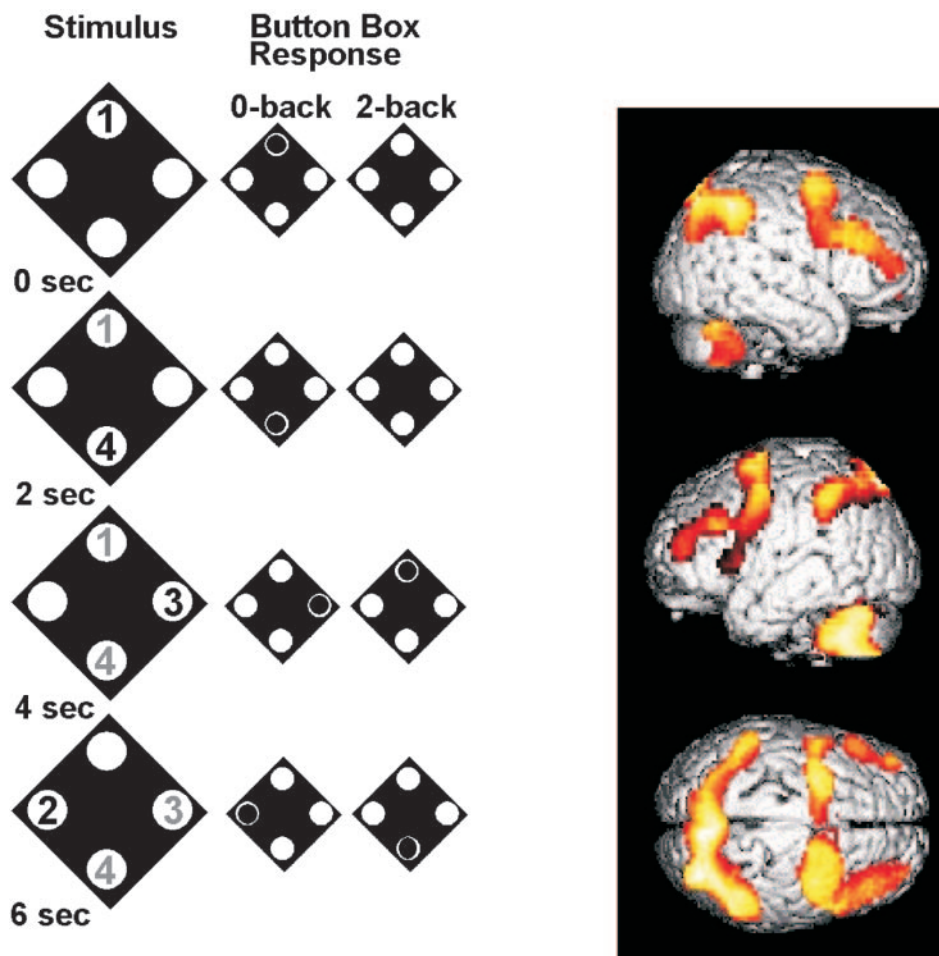 Stimulus
Button Box
Response
0-back 2-back
1
0 sec
1
4
2 sec
1
3
4
4 sec
2 3
4
6 sec